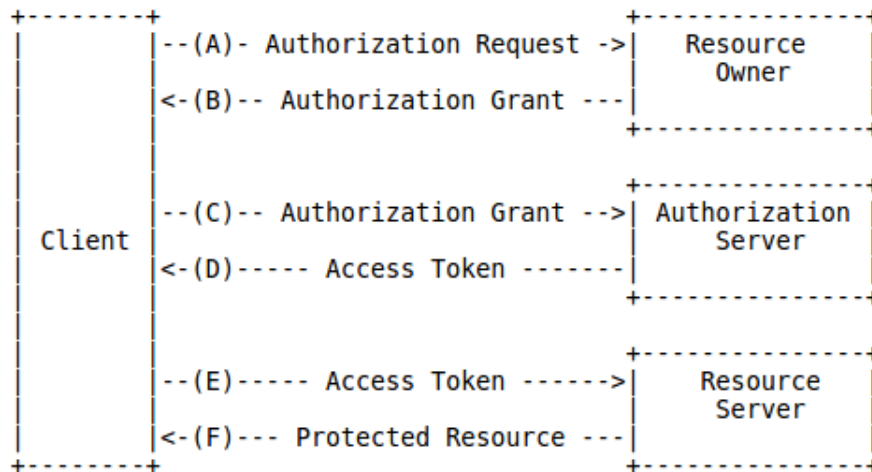 +--------+                               +---------------+
|        |--(A)- Authorization Request ->|   Resource    |
|        |                               |     Owner     |
|        |<-(B)-- Authorization Grant ---|               |
|        |                               +---------------+
|        |
|        |                               +---------------+
|        |--(C)-- Authorization Grant -->| Authorization |
| Client |                               |     Server    |
|        |<-(D)----- Access Token -------|               |
|        |                               +---------------+
|        |
|        |                               +---------------+
|        |--(E)----- Access Token ------>|    Resource   |
|        |                               |     Server    |
|        |<-(F)--- Protected Resource ---|               |
+--------+                               +---------------+